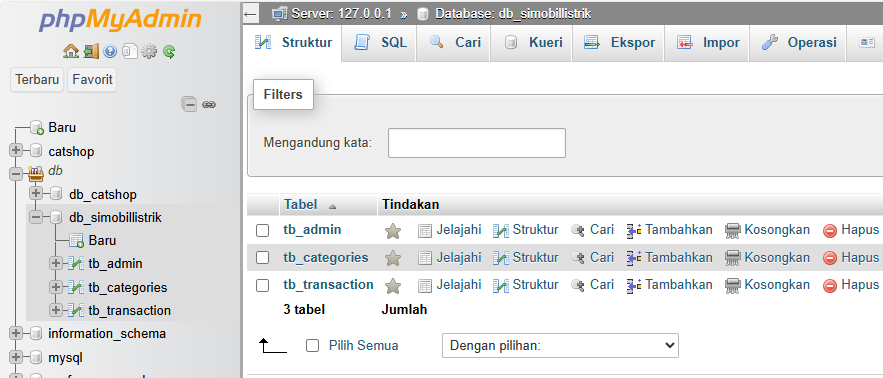 phpMyAdmin
Terbaru Favorit
Baru
catshop
db
db_catshop
db_simobillistrik
Baru
tb_admin
tb_categories
tb_transaction
information_schema
mysql
Server: 127.0.0.1 » Database: db_simobillistrik
Struktur SQL Cari Kueri Ekspor Impor Operasi
Filters
Mengandung kata:
Tabel Tindakan
tb_admin Jelajahi Struktur Cari Tambahkan Kosongkan Hapus
tb_categories Jelajahi Struktur Cari Tambahkan Kosongkan Hapus
tb_transaction Jelajahi Struktur Cari Tambahkan Kosongkan Hapus
3 tabel Jumlah
Pilih Semua Dengan pilihan: